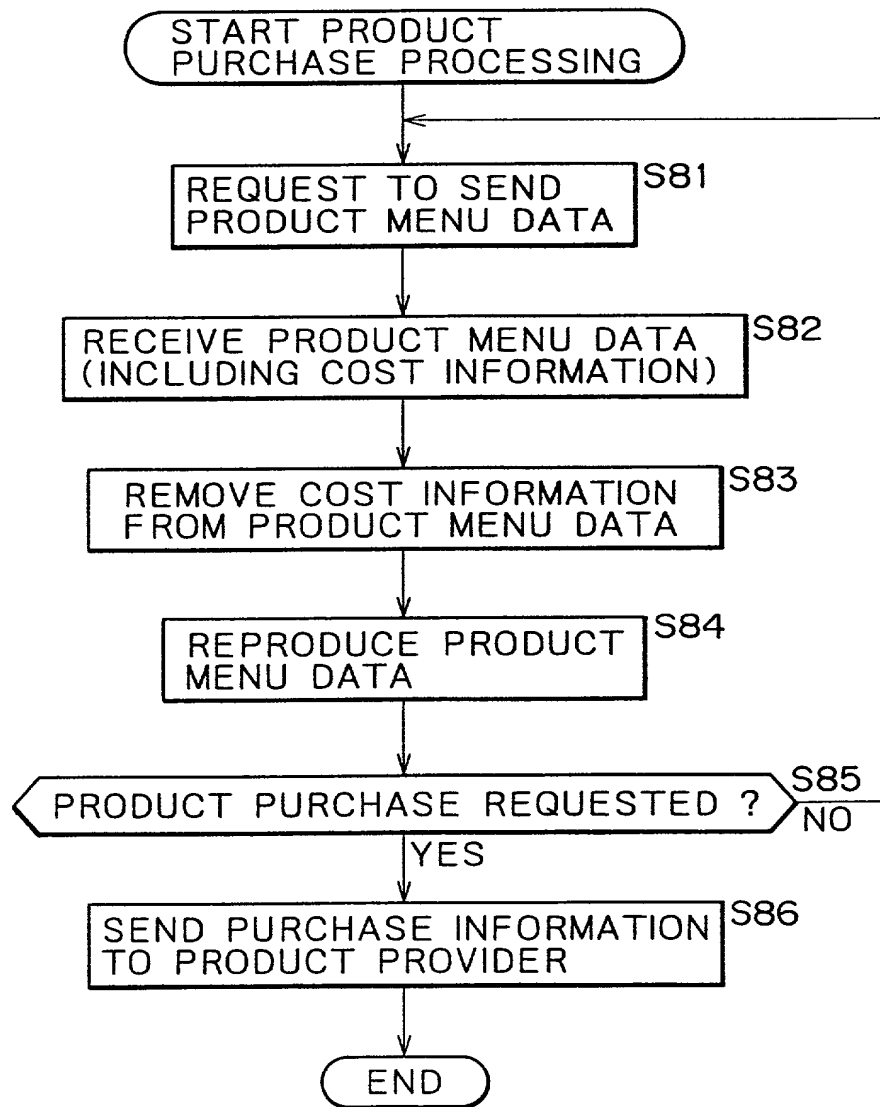 START PRODUCT
PURCHASE PROCESSING
S81
REQUEST TO SEND
PRODUCT MENU DATA
S82
RECEIVE PRODUCT MENU DATA
(INCLUDING COST INFORMATION)
S83
REMOVE COST INFORMATION
FROM PRODUCT MENU DATA
S84
REPRODUCE PRODUCT
MENU DATA
S85
PRODUCT PURCHASE REQUESTED ?
NO
YES
S86
SEND PURCHASE INFORMATION
TO PRODUCT PROVIDER
END